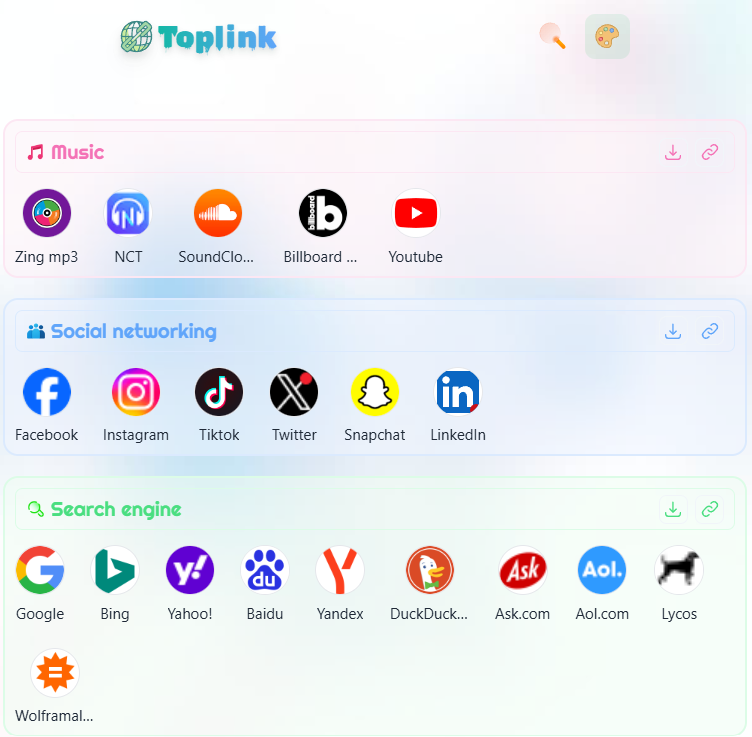 Toplink
Music
Zing mp3 NCT SoundClo... Billboard ... Youtube
Social networking
Facebook Instagram Tiktok Twitter Snapchat LinkedIn
Search engine
Google Bing Yahoo! Baidu Yandex DuckDuck... Ask.com Aol.com Lycos
Wolframal...